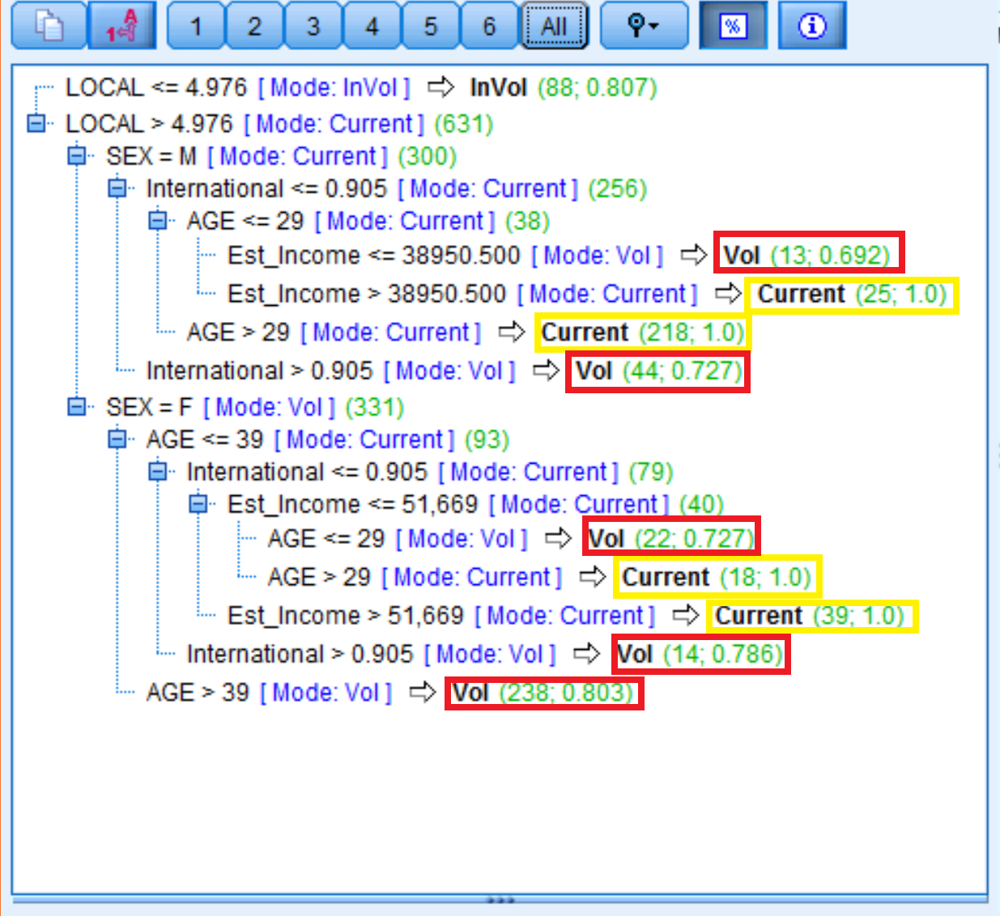 A
1
1 2 3 4 5 6 All %
LOCAL <= 4.976 [ Mode: InVol ] ⇨ InVol (88; 0.807)
LOCAL > 4.976 [ Mode: Current ] (631)
SEX = M [ Mode: Current ] (300)
International <= 0.905 [ Mode: Current ] (256)
AGE <= 29 [ Mode: Current ] (38)
Est_Income <= 38950.500 [ Mode: Vol ] ⇨ Vol (13; 0.692)
Est_Income > 38950.500 [ Mode: Current ] ⇨ Current (25; 1.0)
AGE > 29 [ Mode: Current ] ⇨ Current (218; 1.0)
International > 0.905 [ Mode: Vol ] ⇨ Vol (44; 0.727)
SEX = F [ Mode: Vol ] (331)
AGE <= 39 [ Mode: Current ] (93)
International <= 0.905 [ Mode: Current ] (79)
Est_Income <= 51,669 [ Mode: Current ] (40)
AGE <= 29 [ Mode: Vol ] ⇨ Vol (22; 0.727)
AGE > 29 [ Mode: Current ] ⇨ Current (18; 1.0)
Est_Income > 51,669 [ Mode: Current ] ⇨ Current (39; 1.0)
International > 0.905 [ Mode: Vol ] ⇨ Vol (14; 0.786)
AGE > 39 [ Mode: Vol ] ⇨ Vol (238; 0.803)